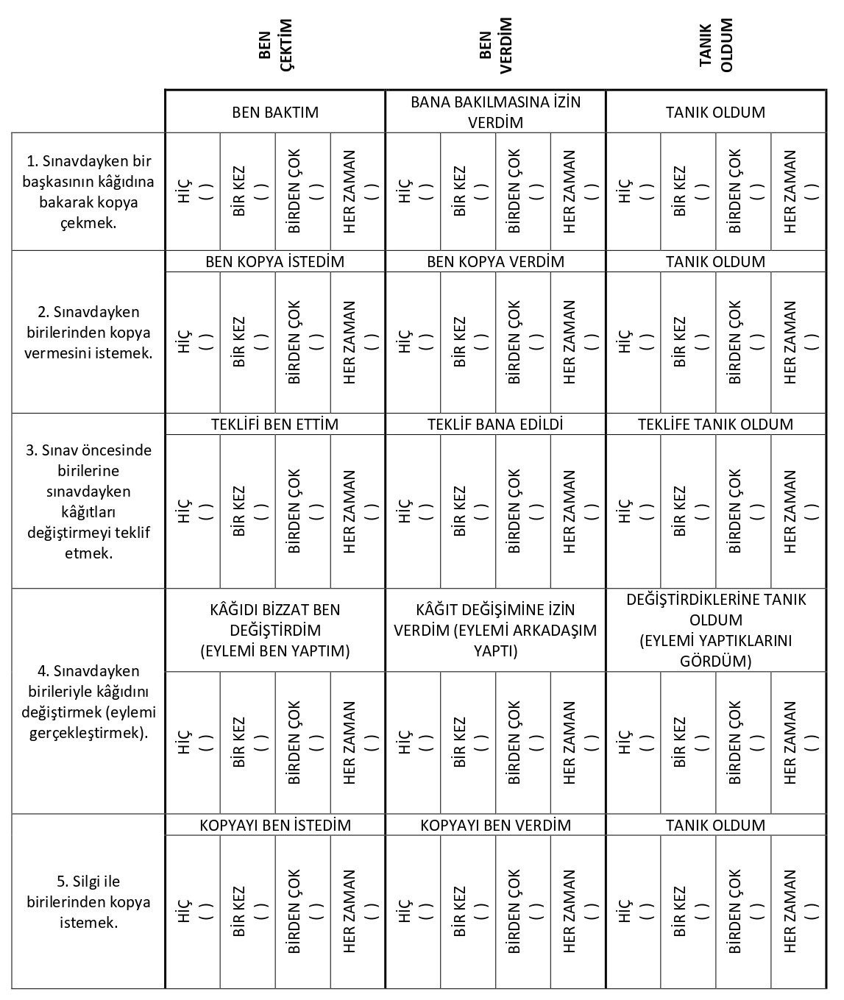 BEN
ÇEKTİM
BEN
VERDİM
TANIK
OLDUM
BEN BAKTIM
BANA BAKILMASINA İZİN
VERDİM
TANIK OLDUM
1. Sınavdayken bir
başkasının kâğıdına
bakarak kopya
çekmek.
HİÇ
( )
BİR KEZ
( )
BİRDEN ÇOK
( )
HER ZAMAN
( )
HİÇ
( )
BİR KEZ
( )
BİRDEN ÇOK
( )
HER ZAMAN
( )
HİÇ
( )
BİR KEZ
( )
BİRDEN ÇOK
( )
HER ZAMAN
( )
BEN KOPYA İSTEDİM
BEN KOPYA VERDİM
TANIK OLDUM
2. Sınavdayken
birilerinden kopya
vermesini istemek.
HİÇ
( )
BİR KEZ
( )
BİRDEN ÇOK
( )
HER ZAMAN
( )
HİÇ
( )
BİR KEZ
( )
BİRDEN ÇOK
( )
HER ZAMAN
( )
HİÇ
( )
BİR KEZ
( )
BİRDEN ÇOK
( )
HER ZAMAN
( )
TEKLİFİ BEN ETTİM
TEKLİF BANA EDİLDİ
TEKLİFE TANIK OLDUM
3. Sınav öncesinde
birilerine
sınavdayken
kâğıtları
değiştirmeyi teklif
etmek.
HİÇ
( )
BİR KEZ
( )
BİRDEN ÇOK
( )
HER ZAMAN
( )
HİÇ
( )
BİR KEZ
( )
BİRDEN ÇOK
( )
HER ZAMAN
( )
HİÇ
( )
BİR KEZ
( )
BİRDEN ÇOK
( )
HER ZAMAN
( )
KÂĞIDI BİZZAT BEN
DEĞİŞTİRDİM
(EYLEMİ BEN YAPTIM)
KÂĞIT DEĞİŞİMİNE İZİN
VERDİM (EYLEMİ ARKADAŞIM
YAPTI)
DEĞİŞTİRDİKLERİNE TANIK
OLDUM
(EYLEMİ YAPTIKLARINI
GÖRDÜM)
4. Sınavdayken
birileriyle kâğıdını
değiştirmek (eylemi
gerçekleştirmek).
HİÇ
( )
BİR KEZ
( )
BİRDEN ÇOK
( )
HER ZAMAN
( )
HİÇ
( )
BİR KEZ
( )
BİRDEN ÇOK
( )
HER ZAMAN
( )
HİÇ
( )
BİR KEZ
( )
BİRDEN ÇOK
( )
HER ZAMAN
( )
KOPYAYI BEN İSTEDİM
KOPYAYI BEN VERDİM
TANIK OLDUM
5. Silgi ile
birilerinden kopya
istemek.
HİÇ
( )
BİR KEZ
( )
BİRDEN ÇOK
( )
HER ZAMAN
( )
HİÇ
( )
BİR KEZ
( )
BİRDEN ÇOK
( )
HER ZAMAN
( )
HİÇ
( )
BİR KEZ
( )
BİRDEN ÇOK
( )
HER ZAMAN
( )